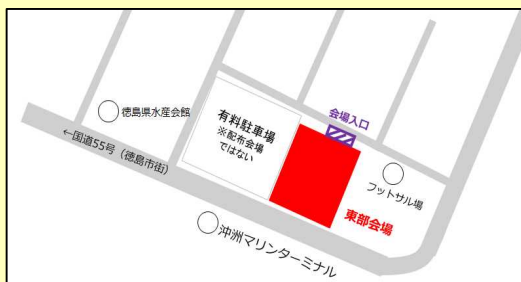 会場入口
徳島県水産会館
有料駐車場
※配布会場
ではない
←国道55号（徳島市街）
フットサル場
東部会場
沖洲マリンターミナル